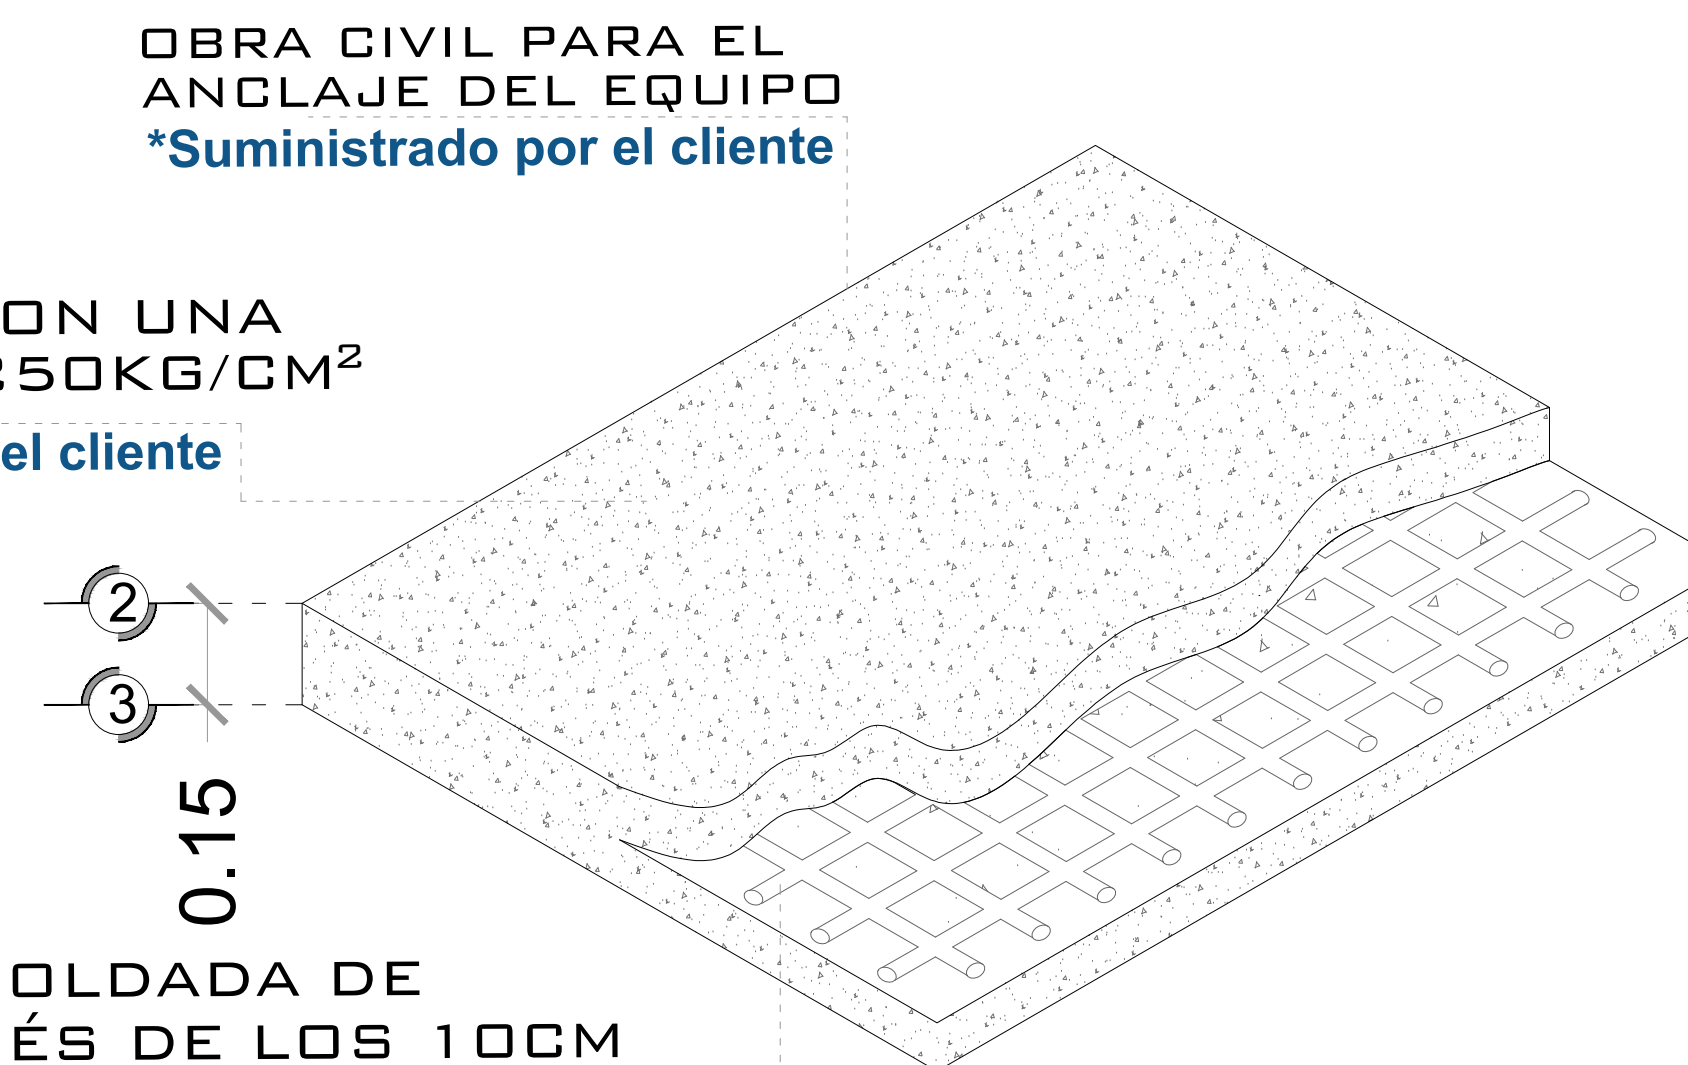 OBRA CIVIL PARA EL
ANCLAJE DEL EQUIPO
*Suministrado por el cliente
ON UNA
250KG/CM²
el cliente
2
3
0.15
OLDADA DE
ÉS DE LOS 10CM